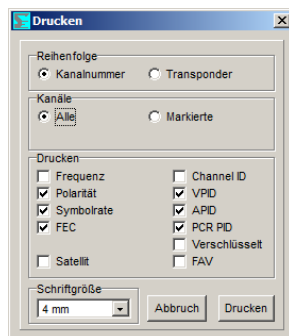 Drucken
Reihenfolge
Kanalnummer Transponder
Kanäle
Alle Markierte
Drucken
Frequenz Channel ID
Polarität VPID
Symbolrate APID
FEC PCR PID
Verschlüsselt
Satellit FAV
Schriftgröße
4 mm Abbruch Drucken